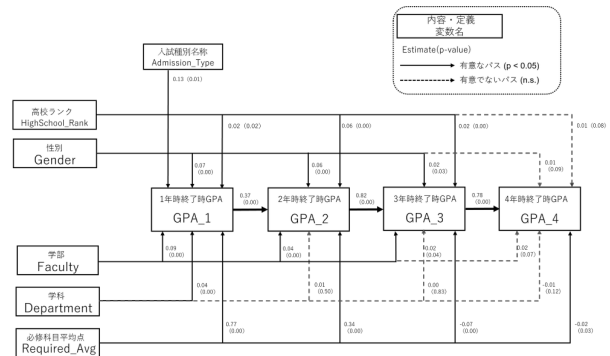 内容・定義
変数名
Estimate(p-value)
有意なパス (p < 0.05)
有意でないパス (n.s.)
入試種別名称
Admission_Type
0.13 (0.01)
高校ランク
HighSchool_Rank
0.02 (0.02)
0.06 (0.00)
0.02 (0.00)
0.01 (0.08)
性別
Gender
0.07
(0.00)
0.06
(0.00)
0.02
(0.03)
0.01
(0.09)
1年時終了時GPA
GPA_1
0.37
(0.00)
2年時終了時GPA
GPA_2
0.82
(0.00)
3年時終了時GPA
GPA_3
0.78
(0.00)
4年時終了時GPA
GPA_4
学部
Faculty
0.09
(0.00)
0.04
(0.00)
0.02
(0.04)
0.02
(0.07)
学科
Department
0.04
(0.00)
0.01
(0.50)
0.00
(0.83)
-0.01
(0.12)
必修科目平均点
Required_Avg
0.77
(0.00)
0.34
(0.00)
-0.07
(0.00)
-0.02
(0.03)